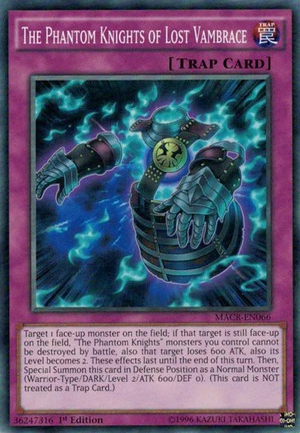 THE PHANTOM KNIGHTS OF LOST VAMBRACE
TRAP
罠
[TRAP CARD]
MACR-EN066
Target 1 face-up monster on the field; if that target is still face-up
on the field, "The Phantom Knights" monsters you control cannot
be destroyed by battle, also that target loses 600 ATK, also its
Level becomes 2. These effects last until the end of this turn. Then,
Special Summon this card in Defense Position as a Normal Monster
(Warrior-Type/DARK/Level 2/ATK 600/DEF 0). (This card is NOT
treated as a Trap Card.)
36247316 1st Edition ©1996 KAZUKI TAKAHASHI